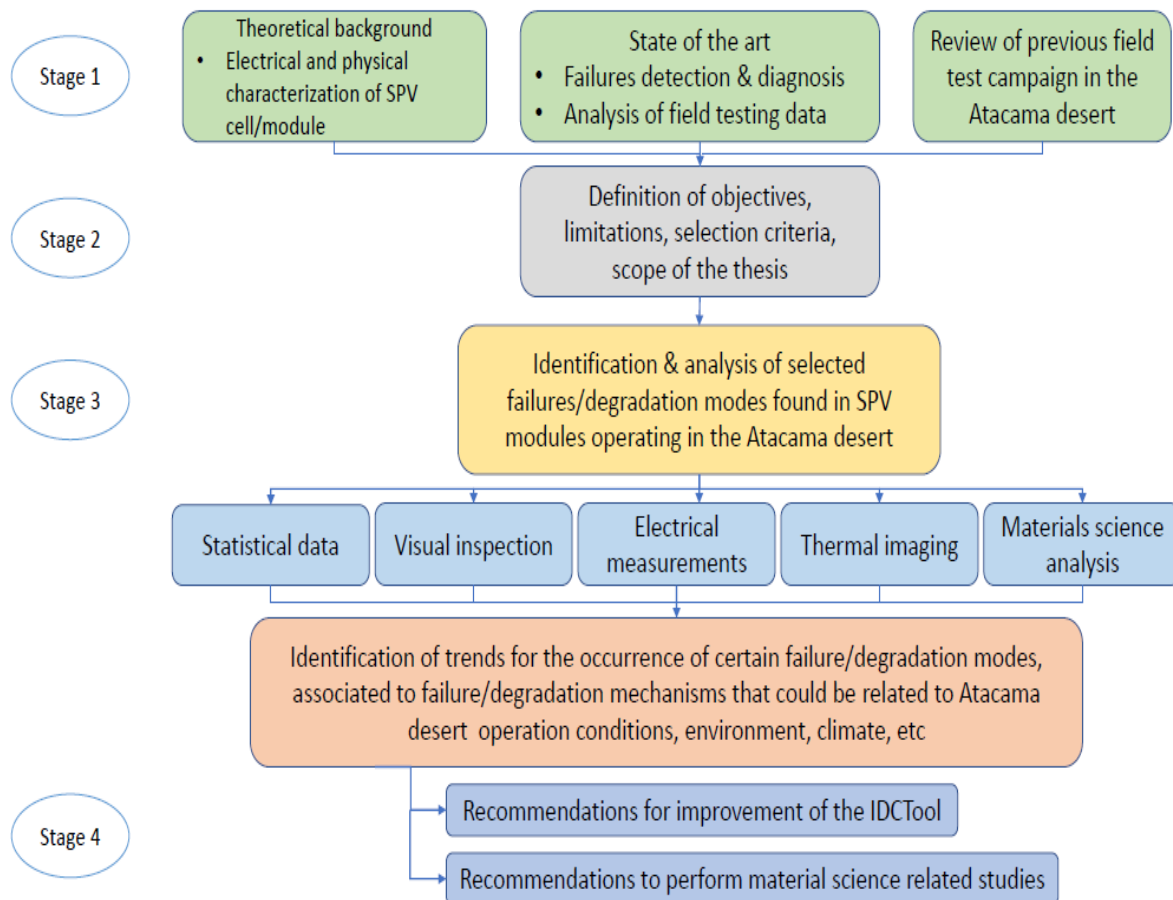 Stage 1
Theoretical background
• Electrical and physical
characterization of SPV
cell/module
State of the art
• Failures detection & diagnosis
• Analysis of field testing data
Review of previous field
test campaign in the
Atacama desert
Stage 2
Definition of objectives,
limitations, selection criteria,
scope of the thesis
Stage 3
Identification & analysis of selected
failures/degradation modes found in SPV
modules operating in the Atacama desert
Statistical data
Visual inspection
Electrical
measurements
Thermal imaging
Materials science
analysis
Identification of trends for the occurrence of certain failure/degradation modes,
associated to failure/degradation mechanisms that could be related to Atacama
desert operation conditions, environment, climate, etc
Stage 4
Recommendations for improvement of the IDCTool
Recommendations to perform material science related studies